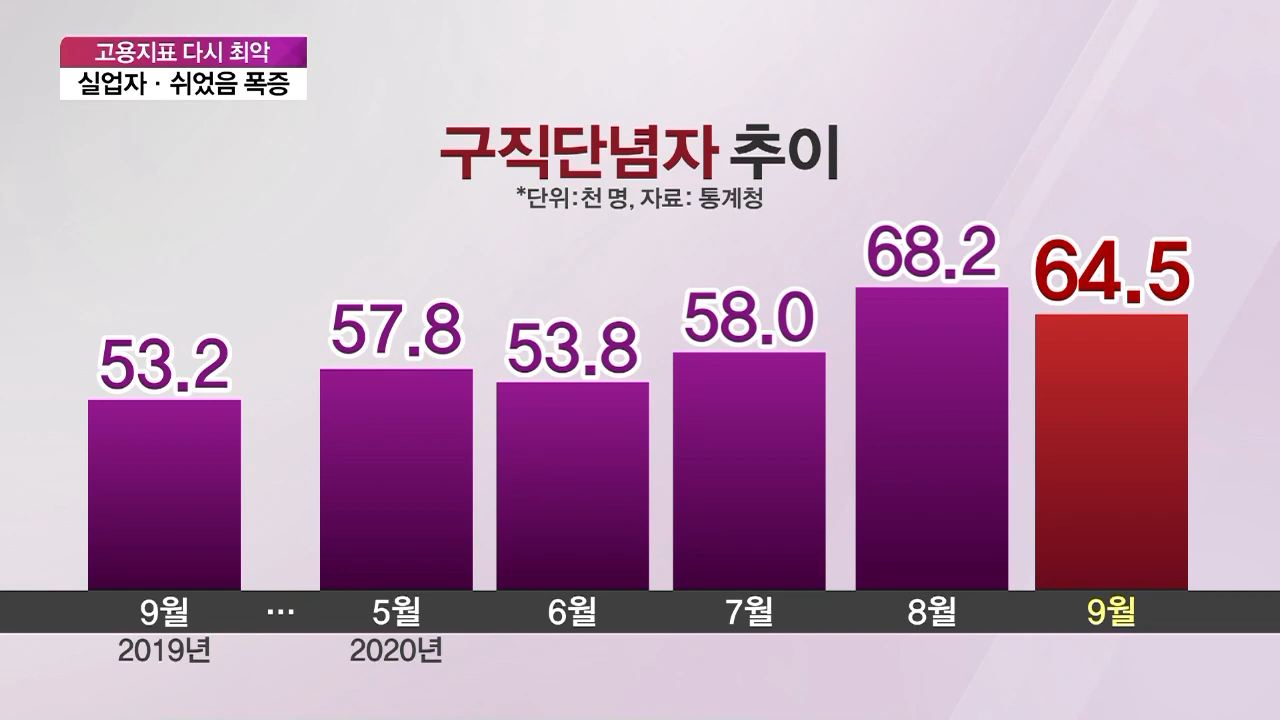 고용지표 다시 최악
실업자 · 쉬었음 폭증
구직단념자 추이
*단위:천 명, 자료: 통계청
53.2
57.8
53.8
58.0
68.2
64.5
9월 … 5월 6월 7월 8월 9월
2019년 2020년